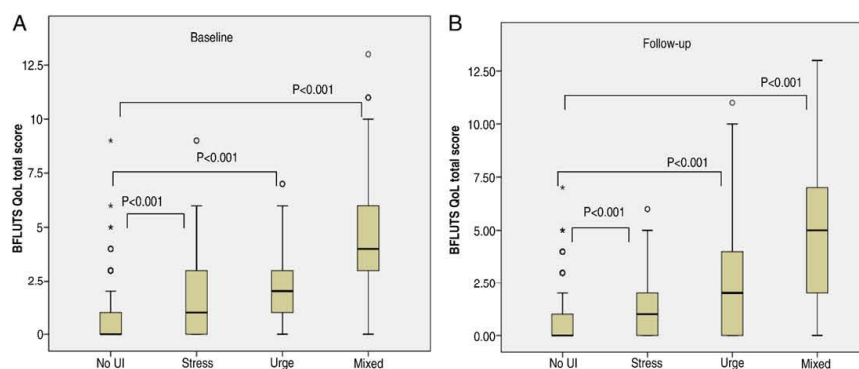 A
Baseline
BFLUTS QoL total score
12.5
10
7.5
5
2.5
0
P<0.001
P<0.001
P<0.001
No UI
Stress
Urge
Mixed
B
Follow-up
BFLUTS QoL total score
12.50
10.00
7.50
5.00
2.50
0.00
P<0.001
P<0.001
P<0.001
No UI
Stress
Urge
Mixed